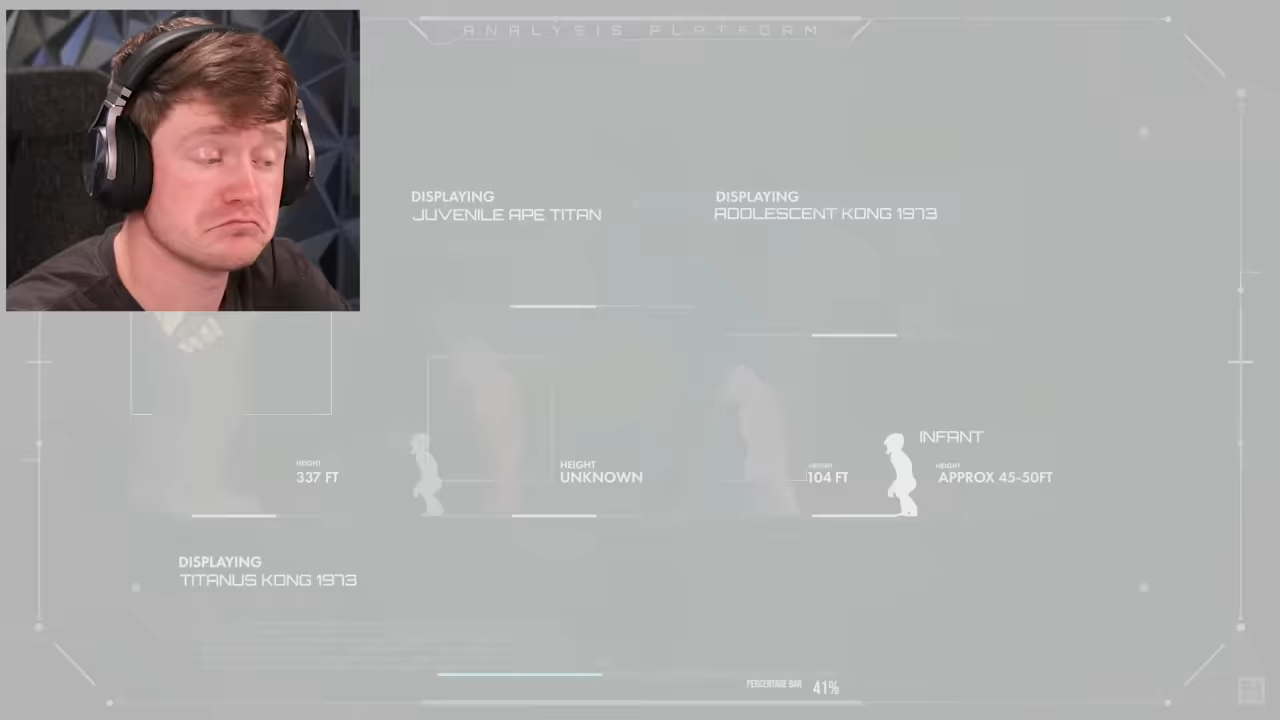 ANALYSIS PLATFORM
DISPLAYING
JUVENILE APE TITAN
DISPLAYING
ADOLESCENT KONG 1973
INFANT
HEIGHT
337 FT
HEIGHT
UNKNOWN
HEIGHT
104 FT
HEIGHT
APPROX 45-50FT
DISPLAYING
TITANUS KONG 1973
PERCENTAGE BAR
41%